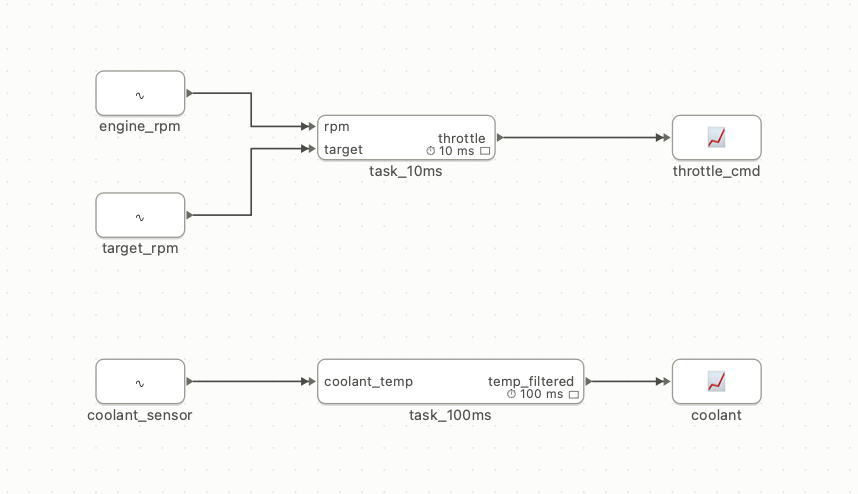 engine_rpm
rpm
target
throttle
10 ms
task_10ms
throttle_cmd
target_rpm
coolant_temp
temp_filtered
100 ms
coolant_sensor
task_100ms
coolant